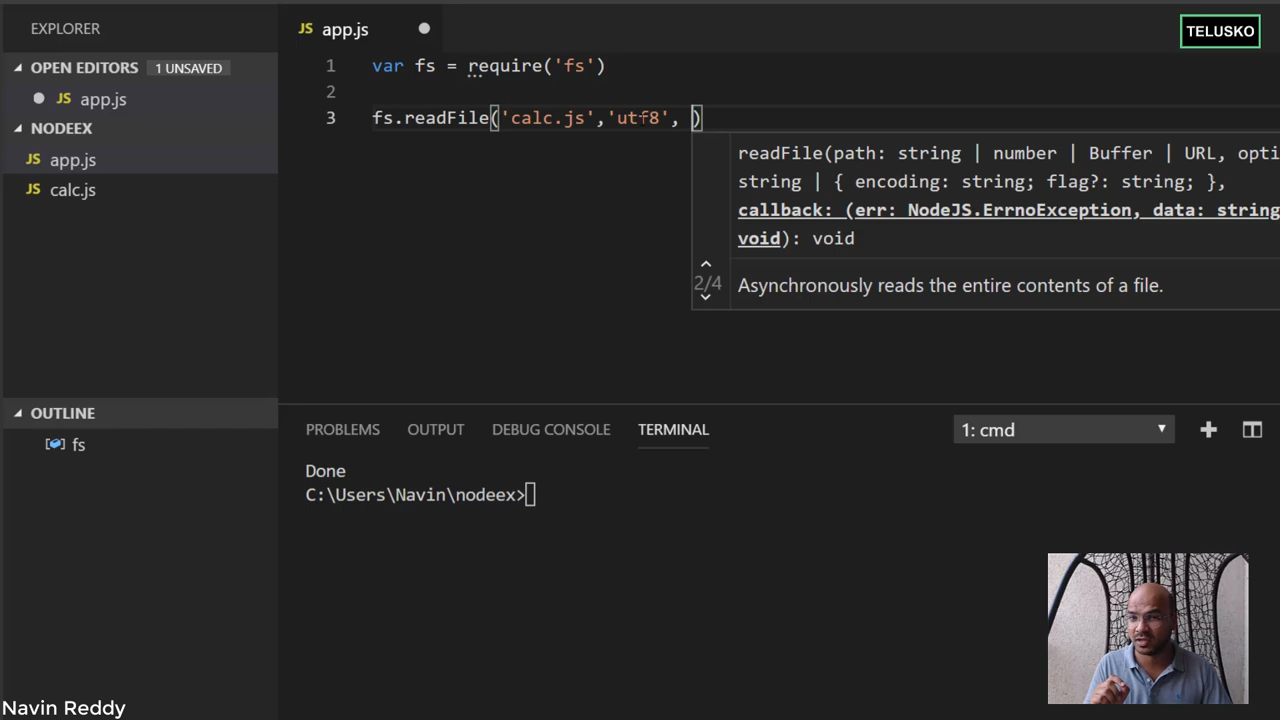 EXPLORER
JS app.js
TELUSKO
OPEN EDITORS 1 UNSAVED
JS app.js
NODEEX
JS app.js
JS calc.js
1 var fs = require('fs')
2
3 fs.readFile('calc.js','utf8', )
readFile(path: string | number | Buffer | URL, opti
string | { encoding: string; flag?: string; },
callback: (err: NodeJS.ErrnoException, data: string
void): void
2/4
Asynchronously reads the entire contents of a file.
OUTLINE
fs
PROBLEMS OUTPUT DEBUG CONSOLE TERMINAL 1: cmd
Done
C:\Users\Navin\nodeex>
Navin Reddy